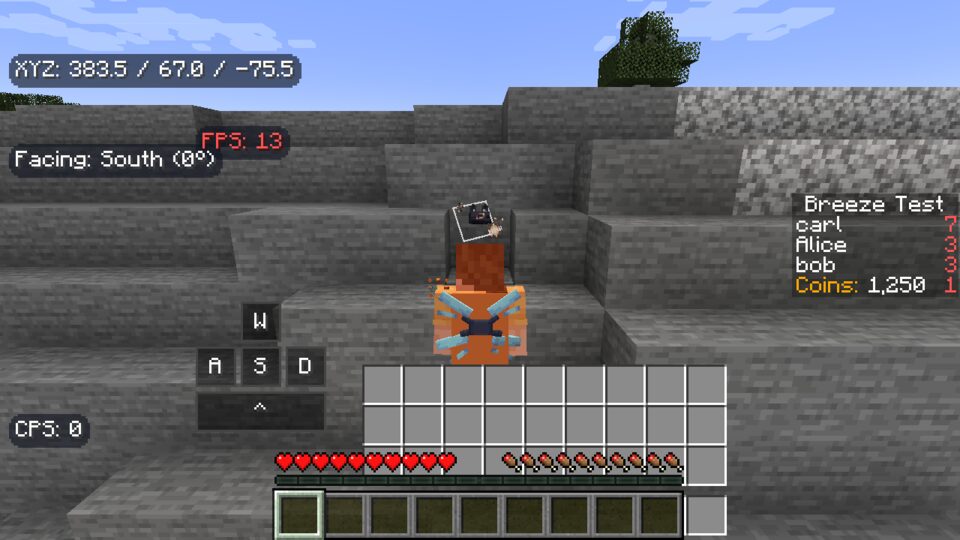 XYZ: 383.5 / 67.0 / -75.5
FPS: 13
Facing: South (0°)
Breeze Test
carl 7
Alice 3
bob 3
Coins: 1,250 1
W
A S D
^
CPS: 0